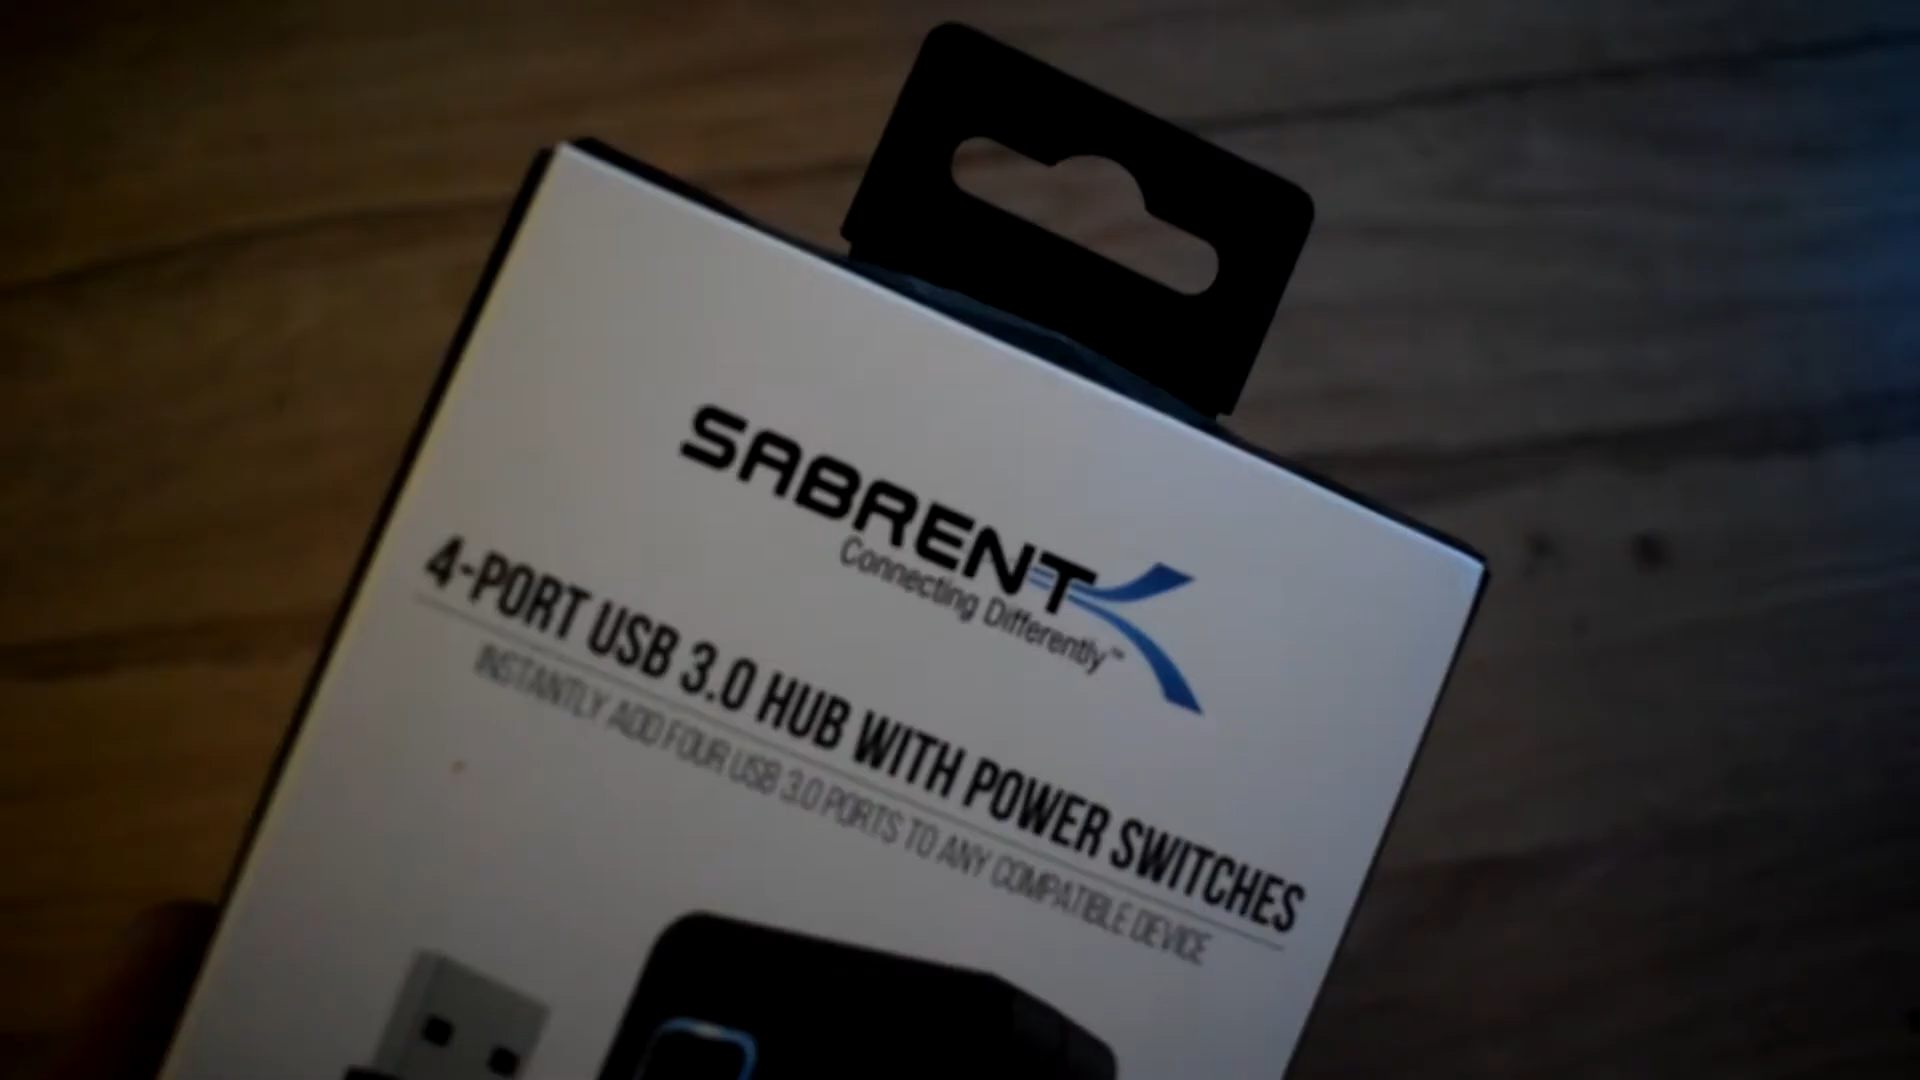 SABRENT
Connecting Differently™
4-PORT USB 3.0 HUB WITH POWER SWITCHES
INSTANTLY ADD FOUR USB 3.0 PORTS TO ANY COMPATIBLE DEVICE